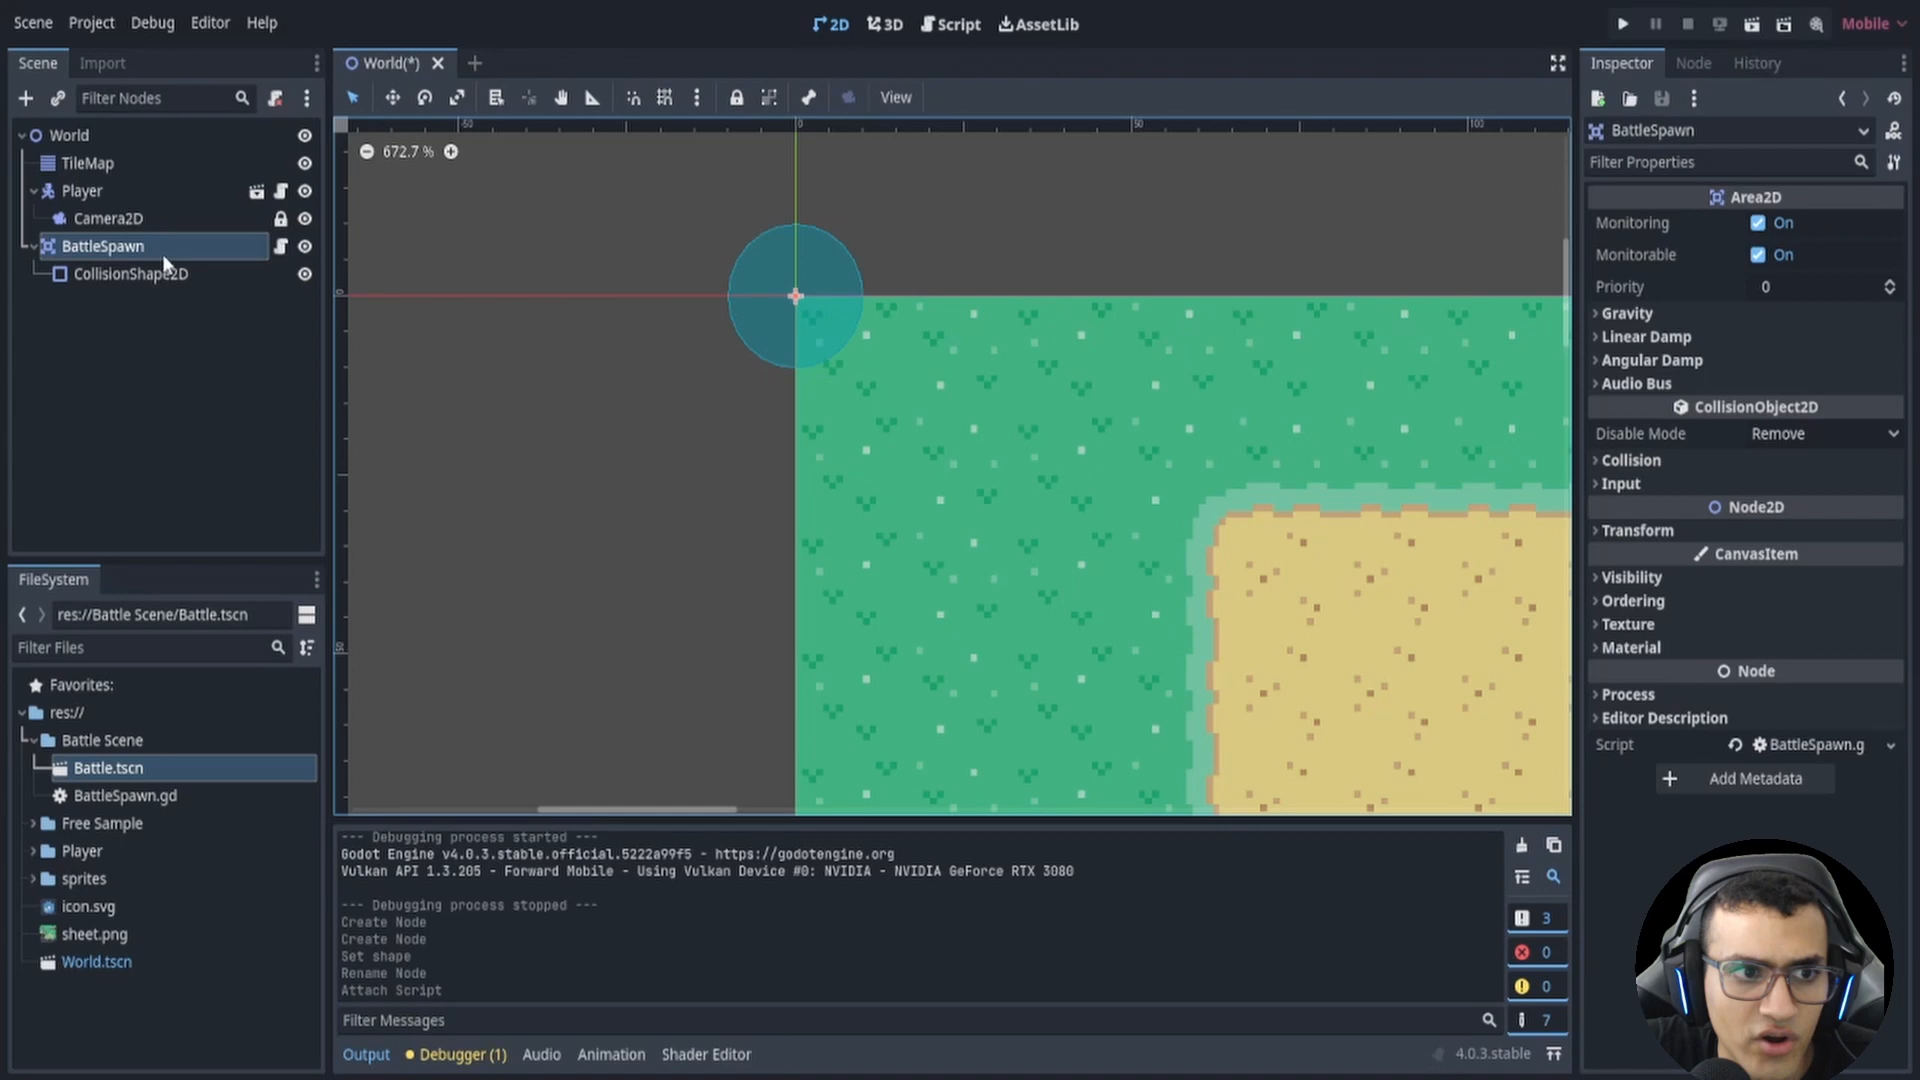 Scene Project Debug Editor Help
2D 3D Script AssetLib
Mobile
Scene Import
World(*)
Inspector Node History
Filter Nodes
View
World
TileMap
Player
Camera2D
BattleSpawn
CollisionShape2D
-50 0 50 100
672.7 %
0
50
BattleSpawn
Filter Properties
Area2D
Monitoring On
Monitorable On
Priority 0
Gravity
Linear Damp
Angular Damp
Audio Bus
CollisionObject2D
Disable Mode Remove
Collision
Input
Node2D
Transform
CanvasItem
Visibility
Ordering
Texture
Material
Node
Process
Editor Description
Script BattleSpawn.g
Add Metadata
FileSystem
res://Battle Scene/Battle.tscn
Filter Files
Favorites:
res://
Battle Scene
Battle.tscn
BattleSpawn.gd
Free Sample
Player
sprites
icon.svg
sheet.png
World.tscn
--- Debugging process started ---
Godot Engine v4.0.3.stable.official.5222a99f5 - https://godotengine.org
Vulkan API 1.3.205 - Forward Mobile - Using Vulkan Device #0: NVIDIA - NVIDIA GeForce RTX 3080
--- Debugging process stopped ---
Create Node
Create Node
Set shape
Rename Node
Attach Script
3
0
0
7
Filter Messages
Output Debugger (1) Audio Animation Shader Editor
4.0.3.stable